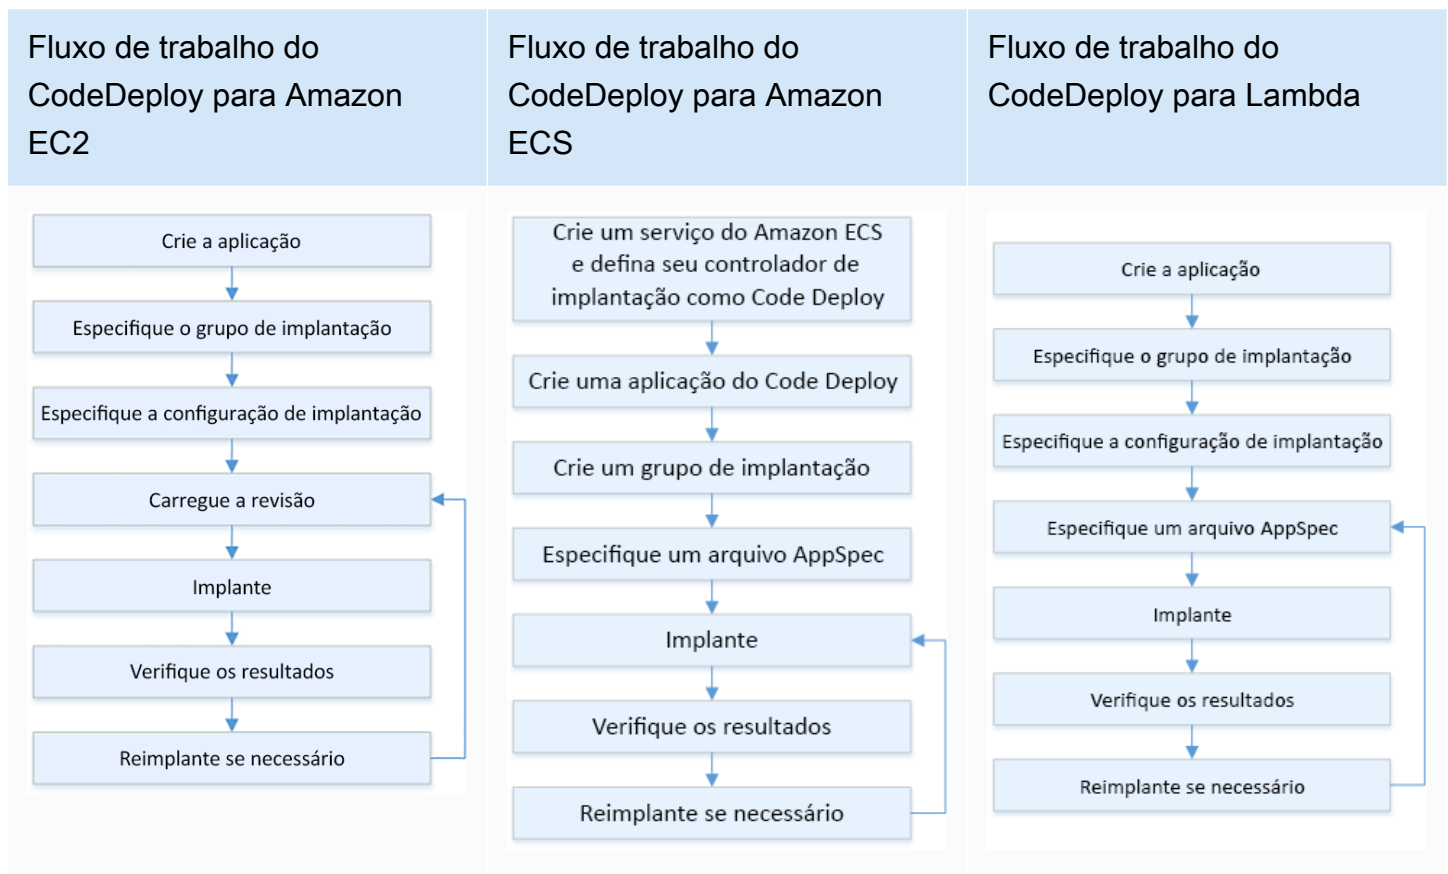 Fluxo de trabalho do
CodeDeploy para Amazon
EC2
Fluxo de trabalho do
CodeDeploy para Amazon
ECS
Fluxo de trabalho do
CodeDeploy para Lambda
Crie a aplicação
Especifique o grupo de implantação
Especifique a configuração de implantação
Carregue a revisão
Implante
Verifique os resultados
Reimplante se necessário
Crie um serviço do Amazon ECS
e defina seu controlador de
implantação como Code Deploy
Crie uma aplicação do Code Deploy
Crie um grupo de implantação
Especifique um arquivo AppSpec
Implante
Verifique os resultados
Reimplante se necessário
Crie a aplicação
Especifique o grupo de implantação
Especifique a configuração de implantação
Especifique um arquivo AppSpec
Implante
Verifique os resultados
Reimplante se necessário